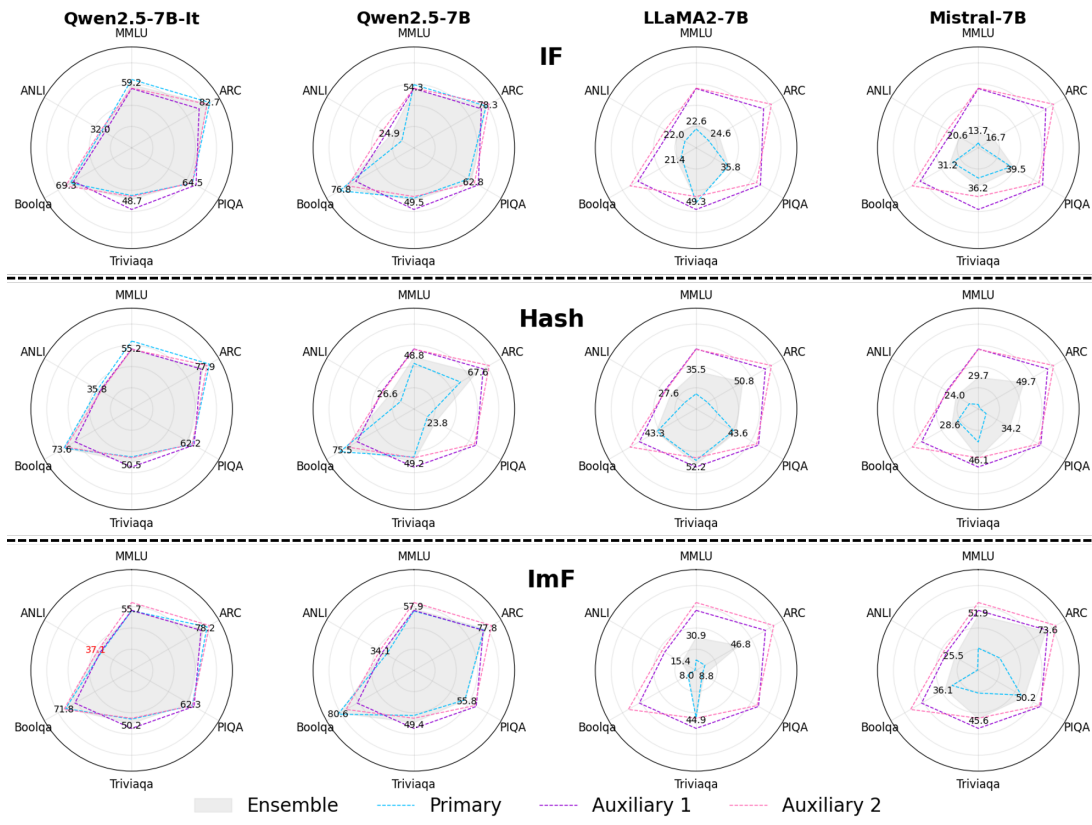 Qwen2.5-7B-It Qwen2.5-7B LLaMA2-7B Mistral-7B
MMLU MMLU MMLU MMLU
IF
ANLI ARC ANLI ARC ANLI ARC ANLI ARC
59.2 82.7 32.0 69.3 48.7 64.5
54.3 78.3 24.9 76.8 49.5 62.8
22.6 24.6 22.0 21.4 49.3 35.8
13.7 16.7 20.6 31.2 36.2 39.5
Boolqa PIQA Boolqa PIQA Boolqa PIQA Boolqa PIQA
Triviaqa Triviaqa Triviaqa Triviaqa
MMLU MMLU MMLU MMLU
Hash
ANLI ARC ANLI ARC ANLI ARC ANLI ARC
55.2 77.9 35.8 73.6 50.5 62.2
48.8 67.6 26.6 75.5 49.2 23.8
35.5 50.8 27.6 43.3 52.2 43.6
29.7 49.7 24.0 28.6 46.1 34.2
Boolqa PIQA Boolqa PIQA Boolqa PIQA Boolqa PIQA
Triviaqa Triviaqa Triviaqa Triviaqa
MMLU MMLU MMLU MMLU
ImF
ANLI ARC ANLI ARC ANLI ARC ANLI ARC
55.7 78.2 37.1 71.8 50.2 62.3
57.9 77.8 34.1 80.6 49.4 55.8
30.9 46.8 15.4 8.0 44.9 8.8
51.9 73.6 25.5 36.1 45.6 50.2
Boolqa PIQA Boolqa PIQA Boolqa PIQA Boolqa PIQA
Triviaqa Triviaqa Triviaqa Triviaqa
Ensemble Primary Auxiliary 1 Auxiliary 2